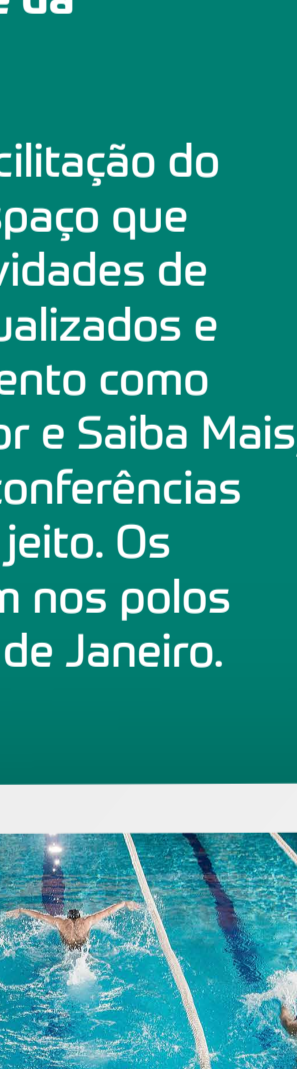 e da
cilitação do
spaço que
vidades de
ualizados e
ento como
or e Saiba Mais,
conferências
jeito. Os
m nos polos
de Janeiro.